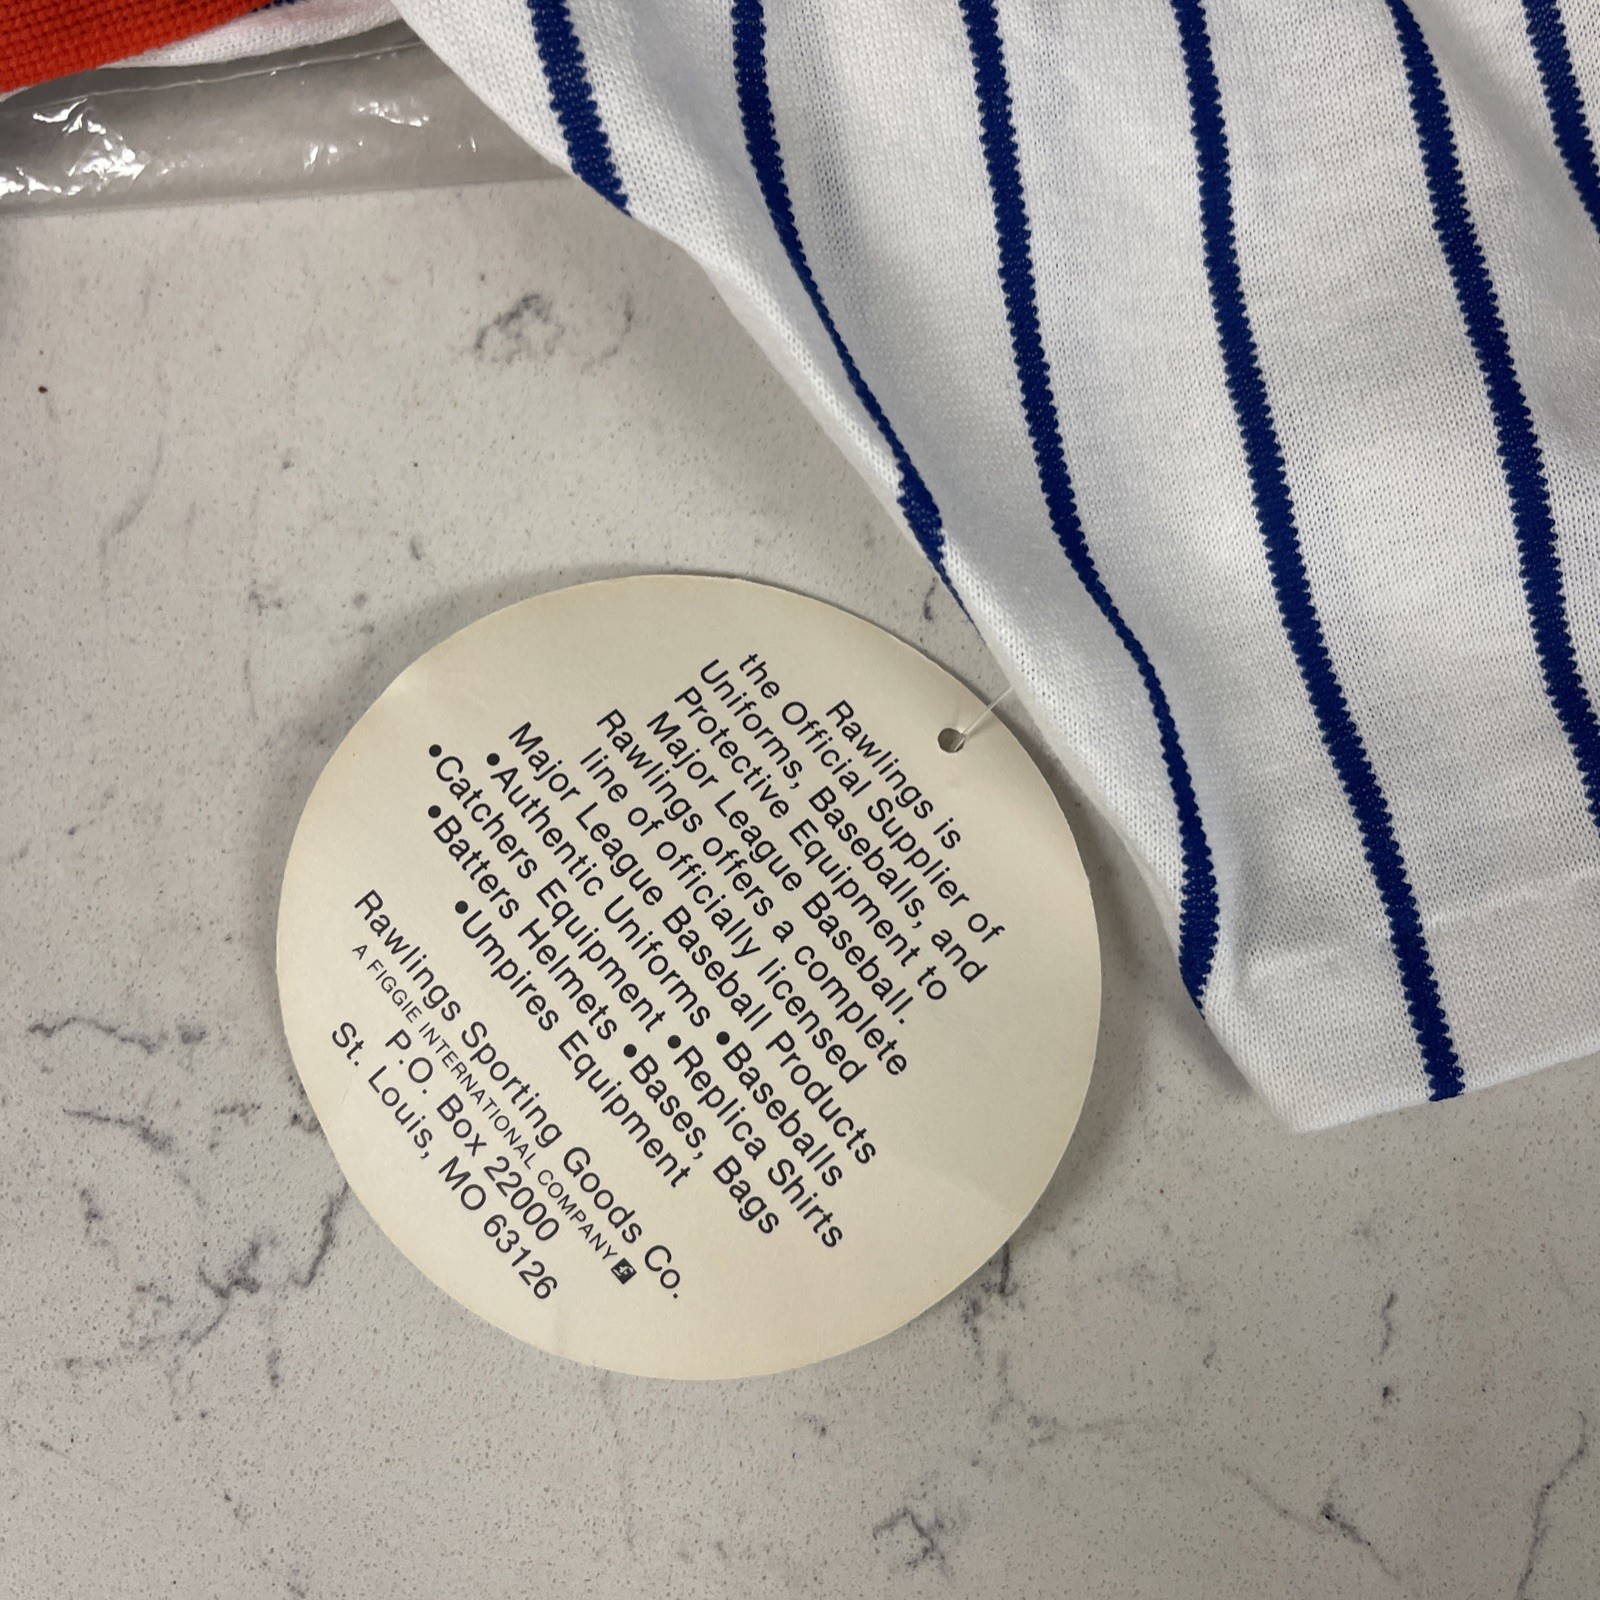 Rawlings is
the Official Supplier of
Uniforms, Baseballs, and
Protective Equipment to
Major League Baseball.
Rawlings offers a complete
line of officially licensed
Major League Baseball Products
•Authentic Uniforms •Baseballs
•Catchers Equipment •Replica Shirts
•Batters Helmets •Bases, Bags
•Umpires Equipment
Rawlings Sporting Goods Co.
A FIGGIE INTERNATIONAL COMPANY
P.O. Box 22000
St. Louis, MO 63126